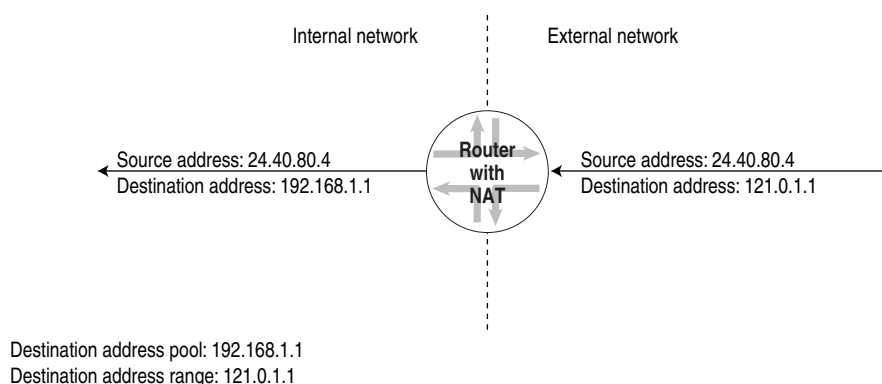 Internal network
External network
Source address: 24.40.80.4
Destination address: 192.168.1.1
Router
with
NAT
Source address: 24.40.80.4
Destination address: 121.0.1.1
Destination address pool: 192.168.1.1
Destination address range: 121.0.1.1